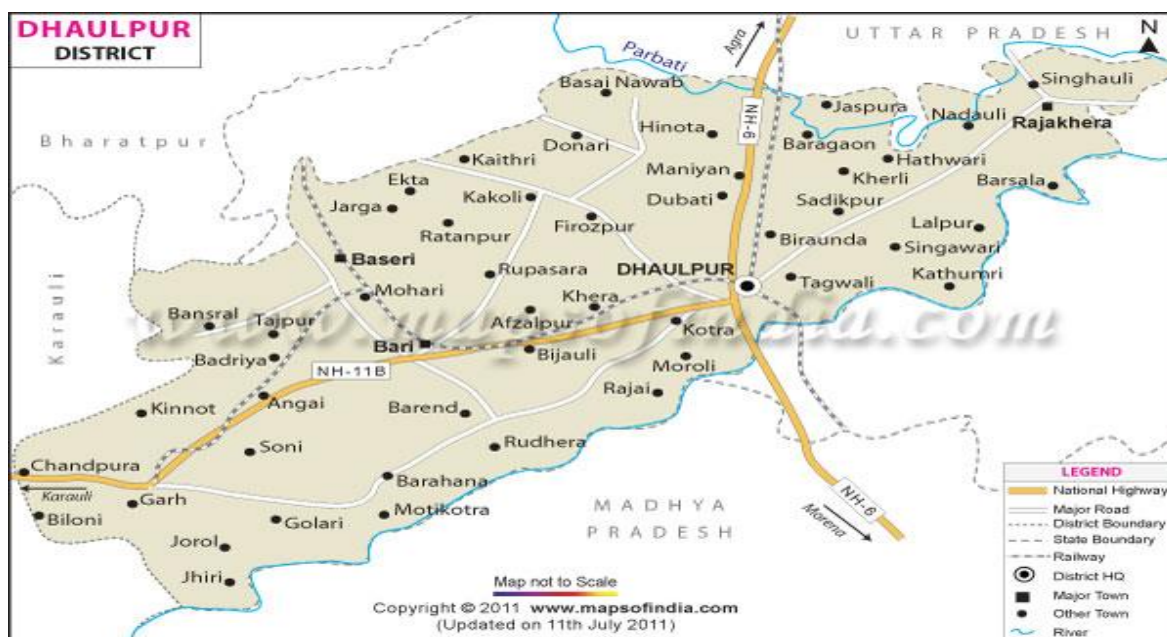 DHAULPUR
DISTRICT
UTTAR PRADESH
N
Agra
Parbati
Basai Nawab
Singhauli
Jaspura
Nadauli
Rajakhera
NH-6
Bharatpur
Donari
Hinota
Baragaon
Kaithri
Hathwari
Maniyan
Kherli
Barsala
Ekta
Kakoli
Dubati
Sadikpur
Jarga
Firozpur
Lalpur
Ratanpur
Biraunda
Singawari
Baseri
Rupasara
DHAULPUR
Tagwali
Kathumri
Karauli
Mohari
Khera
Bansral
Tajpur
Afzalpur
Kotra
www.mapsofindia.com
Bari
Bijauli
Badriya
Moroli
NH-11B
Rajai
Angai
Kinnot
Barend
Soni
Rudhera
Chandpura
Karauli
Barahana
Garh
MADHYA
PRADESH
NH-6
Morena
Biloni
Golari
Motikotra
Jorol
Jhiri
Map not to Scale
Copyright © 2011 www.mapsofindia.com
(Updated on 11th July 2011)
LEGEND
National Highway
Major Road
District Boundary
State Boundary
Railway
District HQ
Major Town
Other Town
River